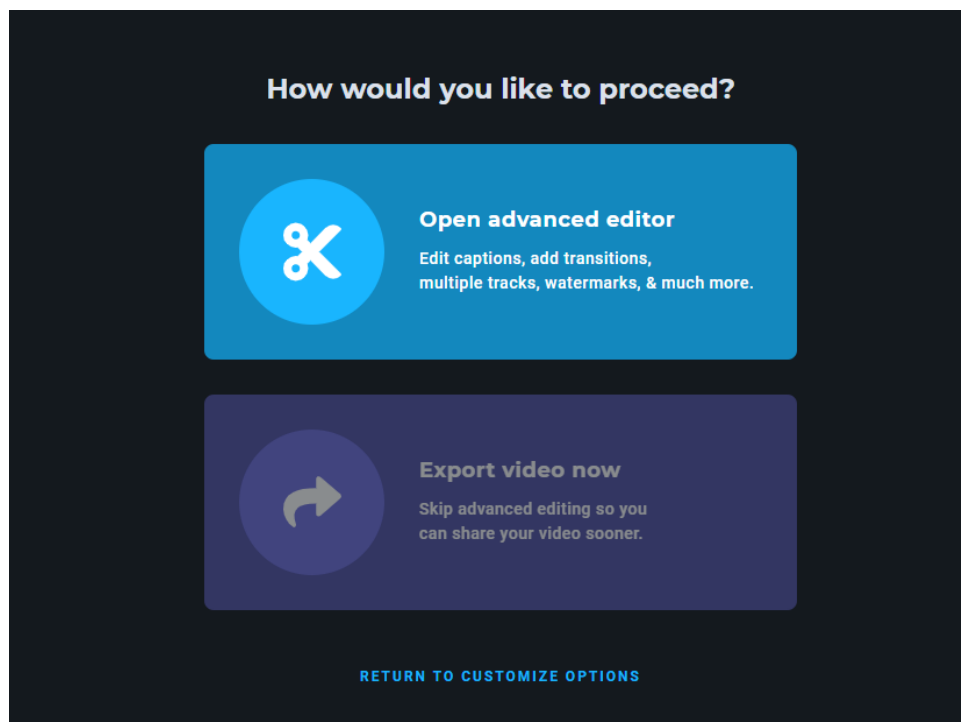 How would you like to proceed?
Open advanced editor
Edit captions, add transitions,
multiple tracks, watermarks, & much more.
Export video now
Skip advanced editing so you
can share your video sooner.
RETURN TO CUSTOMIZE OPTIONS